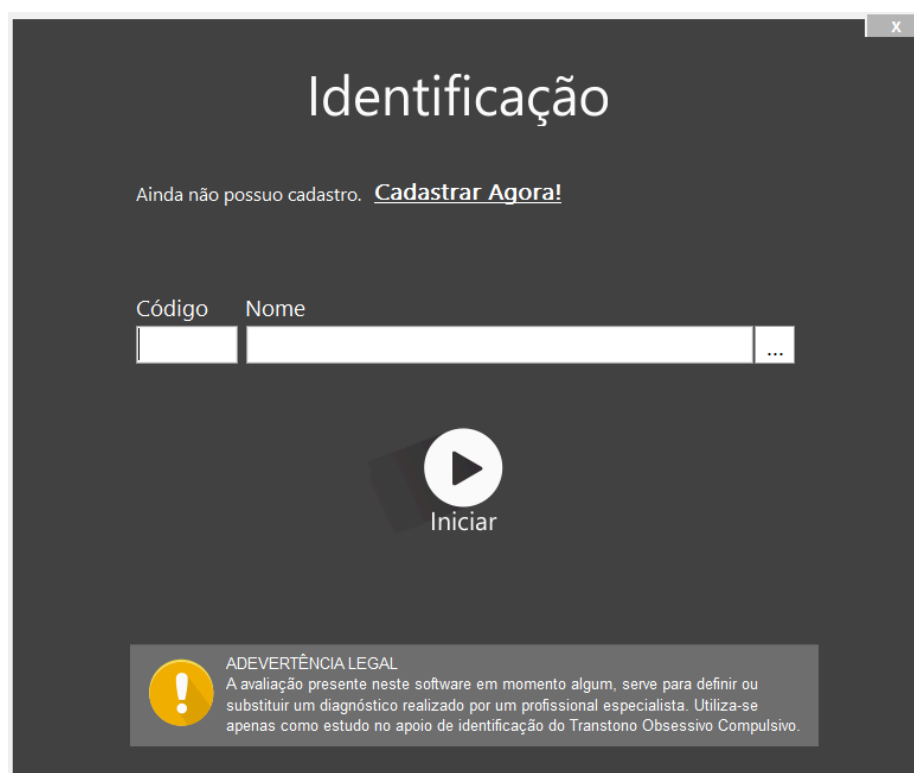 X
Identificação
Ainda não possuo cadastro. Cadastrar Agora!
Código Nome
...
Iniciar
ADEVERTÊNCIA LEGAL
A avaliação presente neste software em momento algum, serve para definir ou
substituir um diagnóstico realizado por um profissional especialista. Utiliza-se
apenas como estudo no apoio de identificação do Transtono Obsessivo Compulsivo.